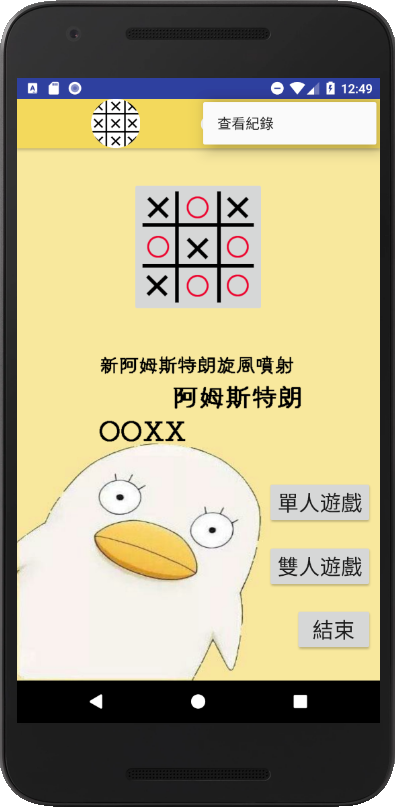 12:49
查看紀錄
X O X
O X O
X O O
新阿姆斯特朗旋風噴射
阿姆斯特朗
OOXX
單人遊戲
雙人遊戲
結束